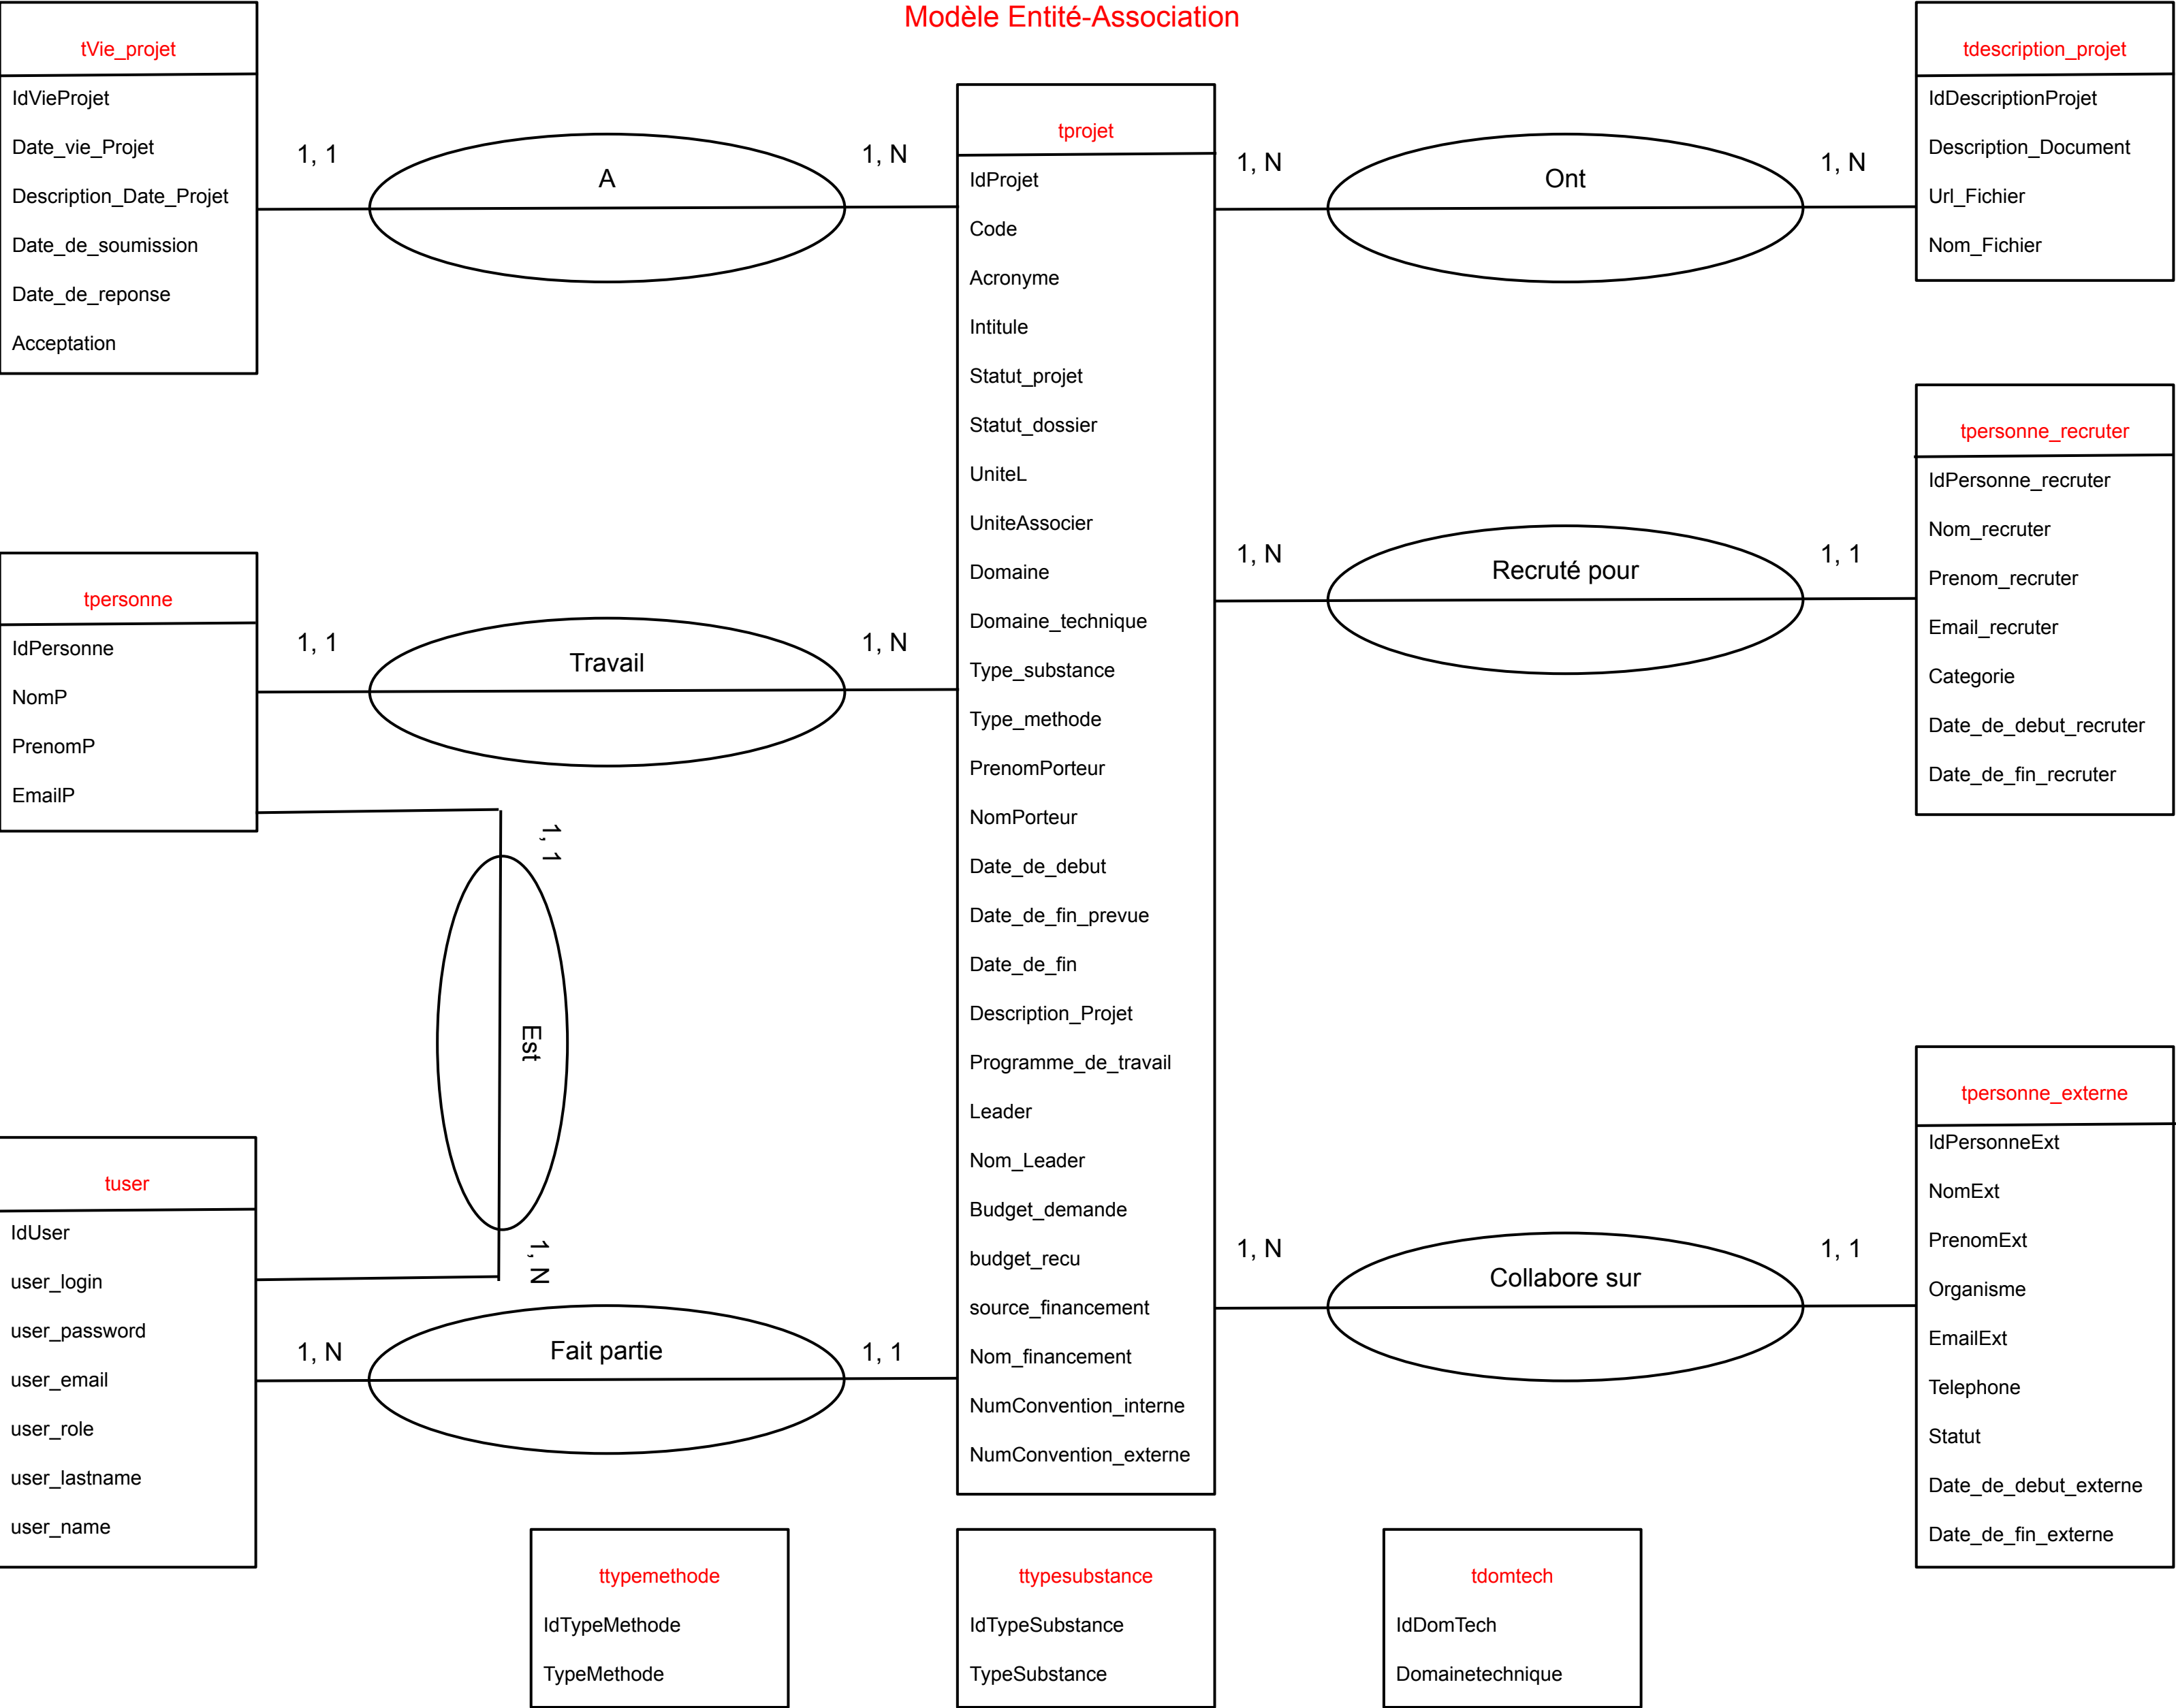 Modèle Entité-Association
tVie_projet
IdVieProjet
Date_vie_Projet
Description_Date_Projet
Date_de_soumission
Date_de_reponse
Acceptation
1, 1
A
1, N
tprojet
IdProjet
Code
Acronyme
Intitule
Statut_projet
Statut_dossier
UniteL
UniteAssocier
Domaine
Domaine_technique
Type_substance
Type_methode
PrenomPorteur
NomPorteur
Date_de_debut
Date_de_fin_prevue
Date_de_fin
Description_Projet
Programme_de_travail
Leader
Nom_Leader
Budget_demande
budget_recu
source_financement
Nom_financement
NumConvention_interne
NumConvention_externe
1, N
Ont
1, N
tdescription_projet
IdDescriptionProjet
Description_Document
Url_Fichier
Nom_Fichier
1, N
Recruté pour
1, 1
tpersonne_recruter
IdPersonne_recruter
Nom_recruter
Prenom_recruter
Email_recruter
Categorie
Date_de_debut_recruter
Date_de_fin_recruter
tpersonne
IdPersonne
NomP
PrenomP
EmailP
1, 1
Travail
1, N
1, 1
Est
1, N
tuser
IdUser
user_login
user_password
user_email
user_role
user_lastname
user_name
1, N
Fait partie
1, 1
1, N
Collabore sur
1, 1
tpersonne_externe
IdPersonneExt
NomExt
PrenomExt
Organisme
EmailExt
Telephone
Statut
Date_de_debut_externe
Date_de_fin_externe
ttypemethode
IdTypeMethode
TypeMethode
ttypesubstance
IdTypeSubstance
TypeSubstance
tdomtech
IdDomTech
Domainetechnique